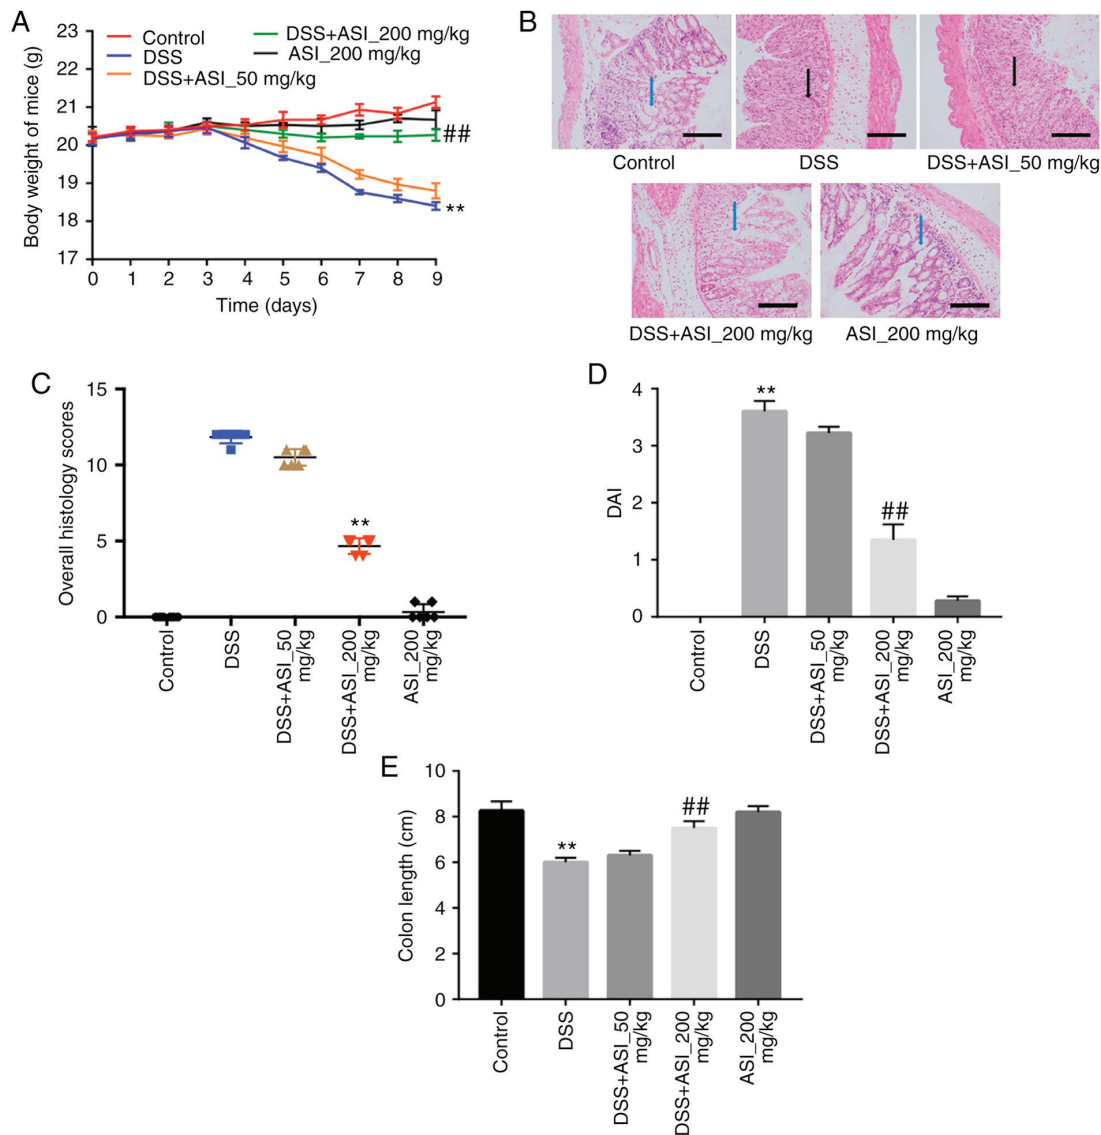 A
Body weight of mice (g)
23
22
21
20
19
18
17
Control
DSS
DSS+ASI_50 mg/kg
DSS+ASI_200 mg/kg
ASI_200 mg/kg
##
**
0 1 2 3 4 5 6 7 8 9
Time (days)
B
Control
DSS
DSS+ASI_50 mg/kg
DSS+ASI_200 mg/kg
ASI_200 mg/kg
C
Overall histology scores
15
10
5
0
**
Control
DSS
DSS+ASI_50
mg/kg
DSS+ASI_200
mg/kg
ASI_200
mg/kg
D
DAI
4
3
2
1
0
**
##
Control
DSS
DSS+ASI_50
mg/kg
DSS+ASI_200
mg/kg
ASI_200
mg/kg
E
Colon length (cm)
10
8
6
4
2
0
**
##
Control
DSS
DSS+ASI_50
mg/kg
DSS+ASI_200
mg/kg
ASI_200
mg/kg